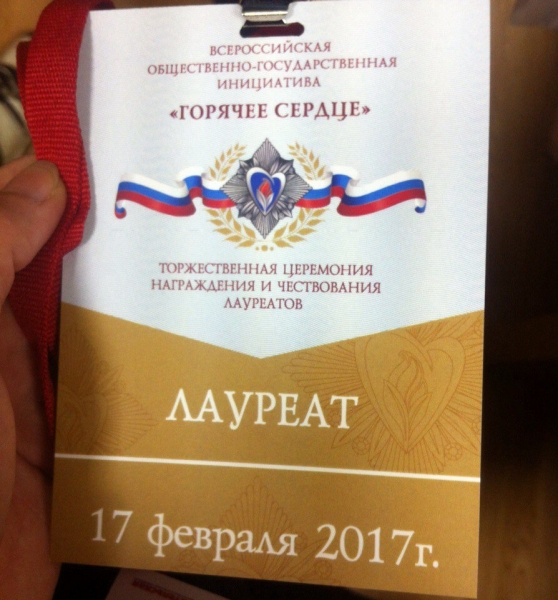 ВСЕРОССИЙСКАЯ
ОБЩЕСТВЕННО-ГОСУДАРСТВЕННАЯ
ИНИЦИАТИВА
«ГОРЯЧЕЕ СЕРДЦЕ»
ТОРЖЕСТВЕННАЯ ЦЕРЕМОНИЯ
НАГРАЖДЕНИЯ И ЧЕСТВОВАНИЯ
ЛАУРЕАТОВ
ЛАУРЕАТ
17 февраля 2017г.